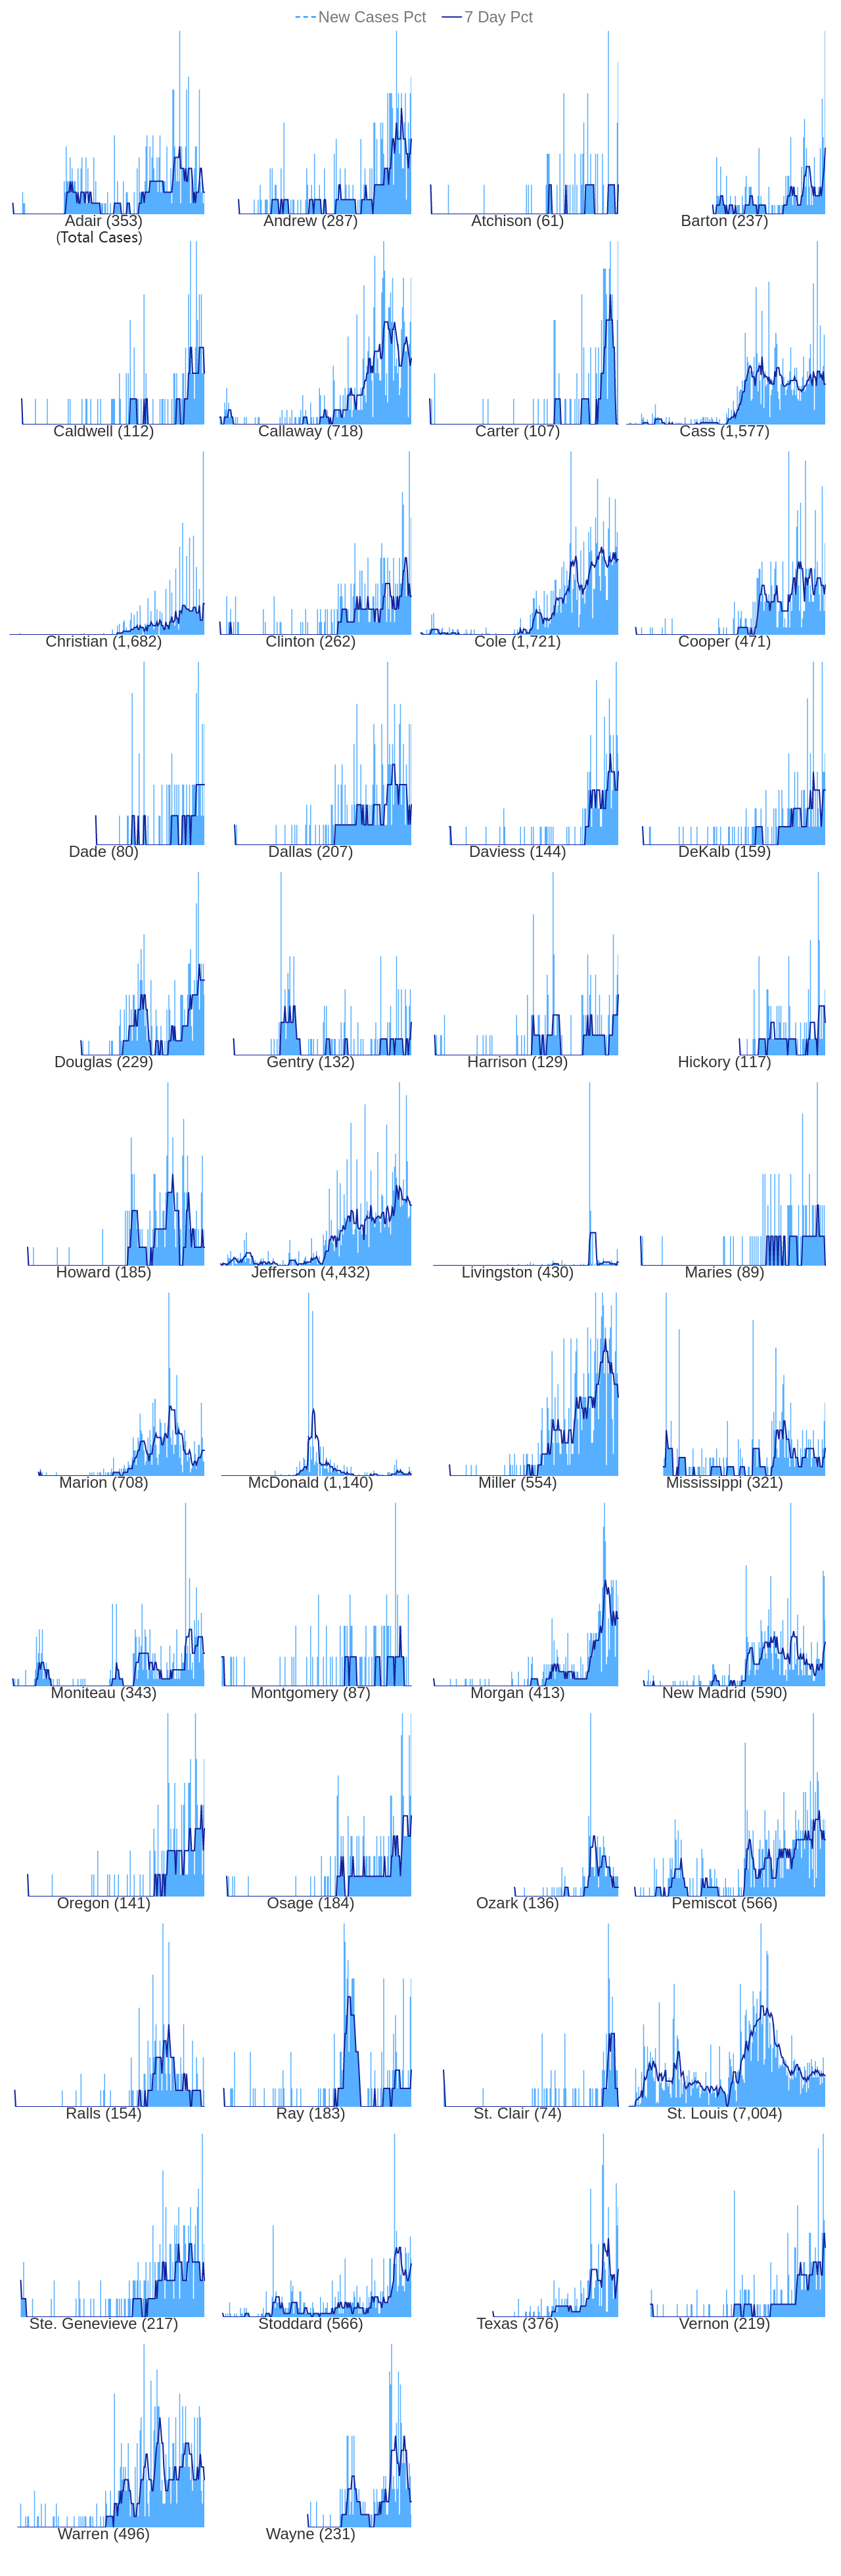 New Cases Pct 7 Day Pct
Adair (353) Andrew (287) Atchison (61) Barton (237)
(Total Cases)
Caldwell (112) Callaway (718) Carter (107) Cass (1,577)
Christian (1,682) Clinton (262) Cole (1,721) Cooper (471)
Dade (80) Dallas (207) Daviess (144) DeKalb (159)
Douglas (229) Gentry (132) Harrison (129) Hickory (117)
Howard (185) Jefferson (4,432) Livingston (430) Maries (89)
Marion (708) McDonald (1,140) Miller (554) Mississippi (321)
Moniteau (343) Montgomery (87) Morgan (413) New Madrid (590)
Oregon (141) Osage (184) Ozark (136) Pemiscot (566)
Ralls (154) Ray (183) St. Clair (74) St. Louis (7,004)
Ste. Genevieve (217) Stoddard (566) Texas (376) Vernon (219)
Warren (496) Wayne (231)